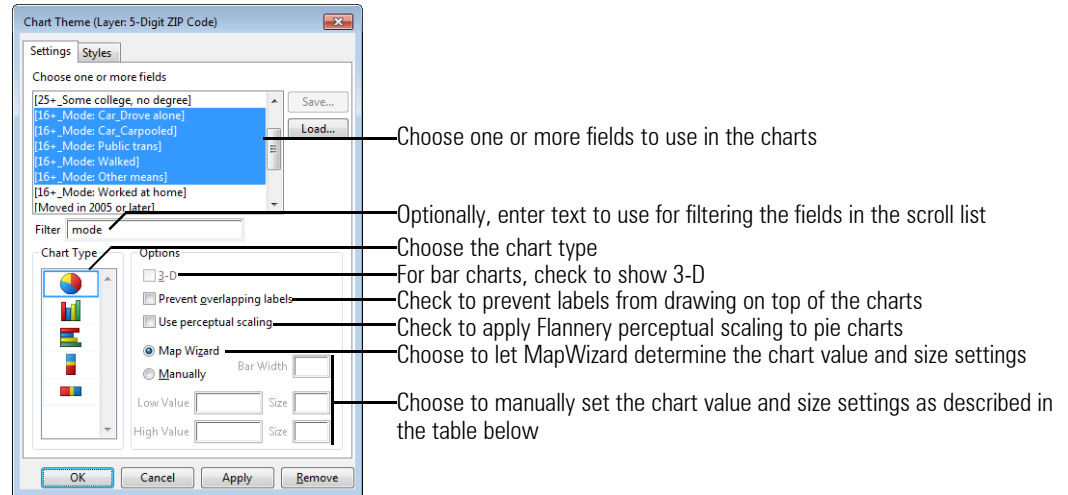 Chart Theme (Layer: 5-Digit ZIP Code)
Settings Styles
Choose one or more fields
[25+_Some college, no degree]
[16+_Mode: Car_Drove alone]
[16+_Mode: Car_Carpooled]
[16+_Mode: Public trans]
[16+_Mode: Walked]
[16+_Mode: Other means]
[16+_Mode: Worked at home]
[Moved in 2005 or later]
Save...
Load...
Choose one or more fields to use in the charts
Filter mode
Optionally, enter text to use for filtering the fields in the scroll list
Chart Type
Choose the chart type
Options
3-D
For bar charts, check to show 3-D
Prevent overlapping labels
Check to prevent labels from drawing on top of the charts
Use perceptual scaling
Check to apply Flannery perceptual scaling to pie charts
Map Wizard
Choose to let MapWizard determine the chart value and size settings
Manually
Bar Width
Low Value Size
High Value Size
Choose to manually set the chart value and size settings as described in
the table below
OK Cancel Apply Remove